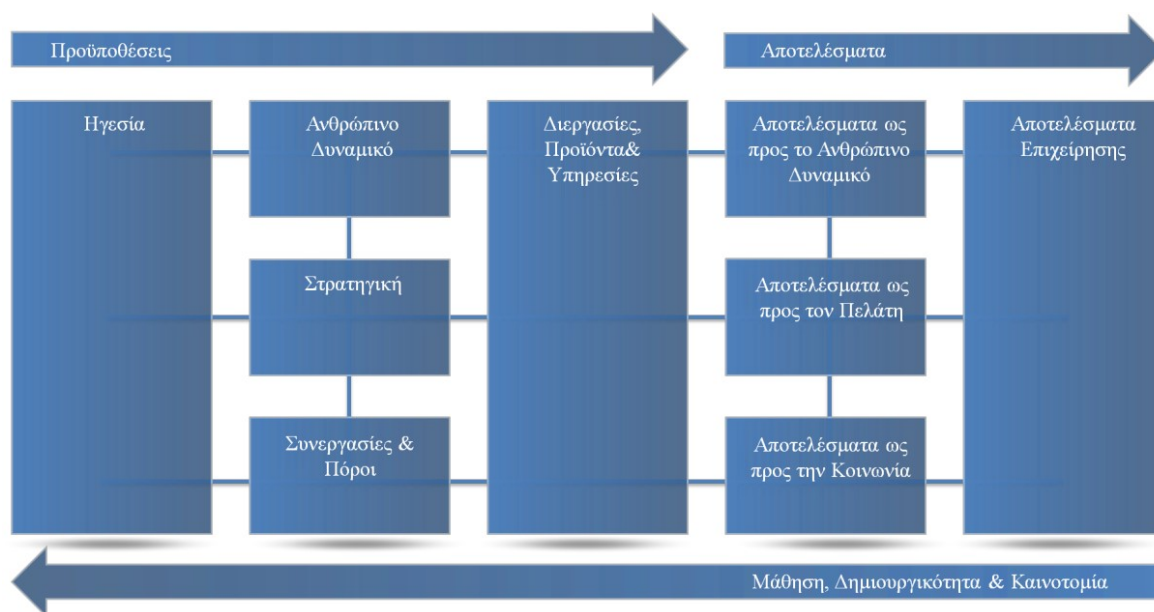 Προϋποθέσεις
Αποτελέσματα
Ηγεσία
Ανθρώπινο
Δυναμικό
Στρατηγική
Συνεργασίες &
Πόροι
Διεργασίες,
Προϊόντα&
Υπηρεσίες
Αποτελέσματα ως
προς το Ανθρώπινο
Δυναμικό
Αποτελέσματα ως
προς τον Πελάτη
Αποτελέσματα ως
προς την Κοινωνία
Αποτελέσματα
Επιχείρησης
Μάθηση, Δημιουργικότητα & Καινοτομία